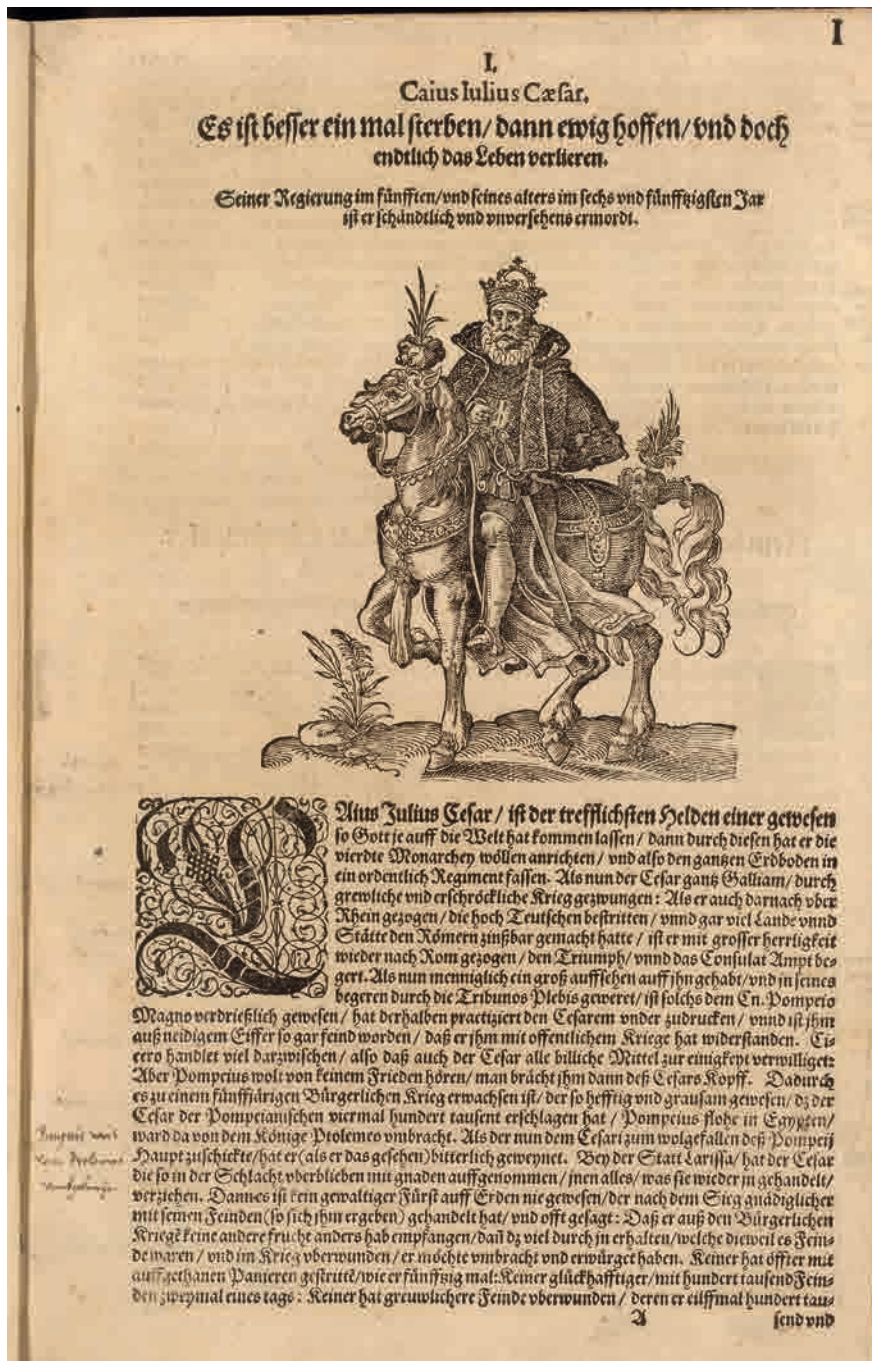 I
I.
Caius Iulius Cæsar.
Es ist besser ein mal sterben/ dann ewig hoffen/ vnd doch
endtlich das Leben verlieren.
Seiner Regierung im fünfften/vnd seines alters im sechs vnd fünfftzigsten Jar
ist er schändtlich vnd vnversehens ermordt.
CAius Julius Cesar / ist der trefflichsten Helden einer gewesen
so Gott je auff die Welt hat kommen lassen / dann durch diesen hat er die
vierdte Monarchey wöllen anrichten / vnd also den gantzen Erdboden in
ein ordentlich Regiment fassen. Als nun der Cesar gantz Galliam/ durch
grewliche vnd erschröckliche Krieg gezwungen: Als er auch darnach vber
Rhein gezogen / die hoch Teutschen bestritten / vnnd gar viel Lande vnnd
Stätte den Römern zinßbar gemacht hatte / ist er mit grosser herrligkeit
wieder nach Rom gezogen / den Triumph/ vnnd das Consulat Ampt be-
gert. Als nun menniglich ein groß auffsehen auff jhn gehabt/vnd jn seines
begeren durch die Tribunos Plebis geweret/ ist solchs dem Cn. Pompeio
Magno verdrießlich gewesen / hat derhalben practiziert den Cesarem vnder zudrucken / vnnd ist jhm
auß neidigem Eiffer so gar feind worden / daß er jhm mit offentlichem Kriege hat widerstanden. Ci-
cero handlet viel darzwischen / also daß auch der Cesar alle billiche Mittel zur einigkeyt verwilliget:
Aber Pompeius wolt von keinem Frieden hören/ man brächt jhm dann deß Cesars Kopff. Dadurch
es zu einem fünffjärigen Bürgerlichen Krieg erwachsen ist/ der so hefftig vnd grausam gewesen/ dz der
Cesar der Pompeianischen viermal hundert tausent erschlagen hat / Pompeius flohe in Egypten/
ward da von dem Könige Ptolemeo vmbracht. Als der nun dem Cesari zum wolgefallen deß Pompeij
Haupt zuschickte/hat er (als er das gesehen) bitterlich geweynet. Bey der Statt Larissa/ hat der Cesar
die so in der Schlacht vberblieben mit gnaden auffgenommen / jnen alles/ was sie wieder jn gehandelt/
verziehen. Dann es ist kein gewaltiger Fürst auff Erden nie gewesen/ der nach dem Sieg gnädiglicher
mit seinen Feinden (so sich jhm ergeben) gehandelt hat/ vnd offt gesagt: Daß er auß den Bürgerlichen
Kriegē keine andere frucht anders hab empfangen/ dañ dz viel durch jn erhalten/welche dieweil es Fein-
de waren / vnd im Krieg vberwunden / er möchte vmbracht vnd erwürget haben. Keiner hat öffter mit
auffgethanen Panieren gestrittē/wie er fünfftzig mal: Keiner glückhafftiger/ mit hundert tausend Fein-
den zweymal eines tags: Keiner hat greuwlichere Feinde vberwunden / deren er eilffmal hundert tau-
A send vnd